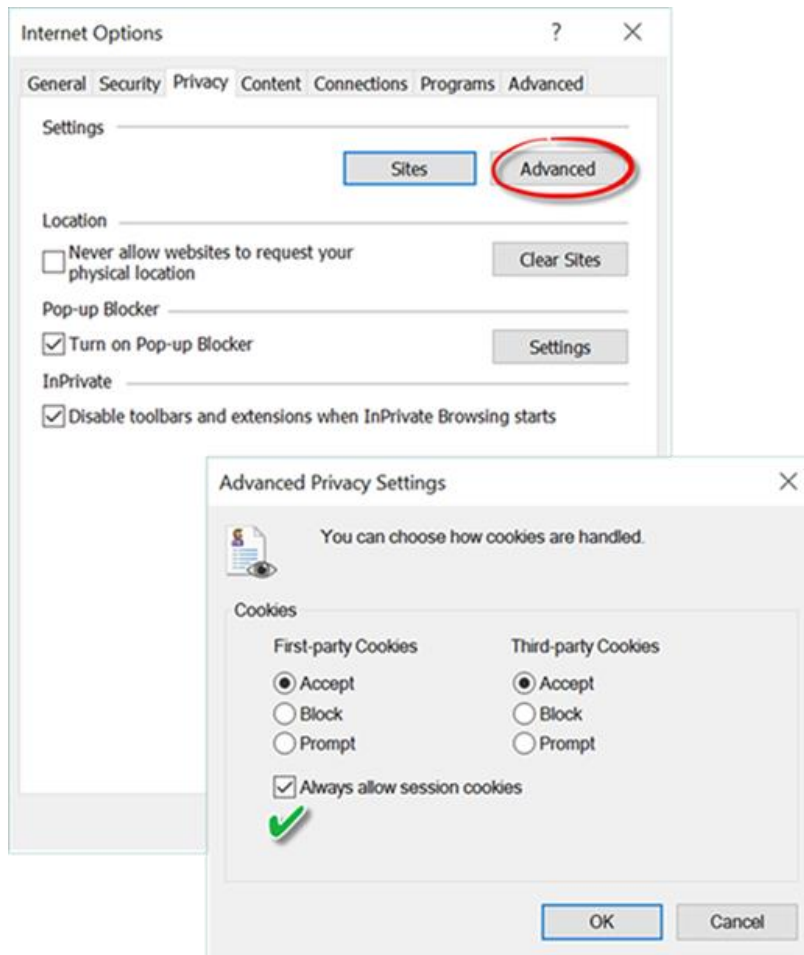 Internet Options ?
General Security Privacy Content Connections Programs Advanced
Settings
Sites Advanced
Location
Never allow websites to request your
physical location
Clear Sites
Pop-up Blocker
Turn on Pop-up Blocker Settings
InPrivate
Disable toolbars and extensions when InPrivate Browsing starts
Advanced Privacy Settings
You can choose how cookies are handled.
Cookies
First-party Cookies Third-party Cookies
Accept Accept
Block Block
Prompt Prompt
Always allow session cookies
OK Cancel